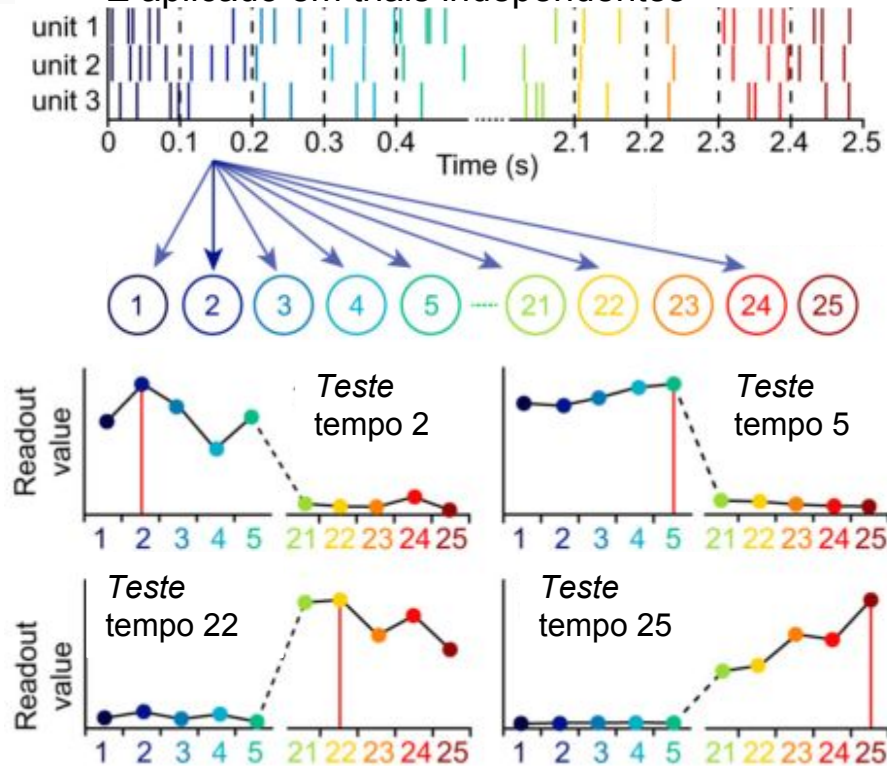 E aplicado em trials independentes
unit 1
unit 2
unit 3
0 0.1 0.2 0.3 0.4 2.1 2.2 2.3 2.4 2.5
Time (s)
1 2 3 4 5 21 22 23 24 25
Readout value
Teste
tempo 2
1 2 3 4 5 21 22 23 24 25
Teste
tempo 5
1 2 3 4 5 21 22 23 24 25
Readout value
Teste
tempo 22
1 2 3 4 5 21 22 23 24 25
Teste
tempo 25
1 2 3 4 5 21 22 23 24 25